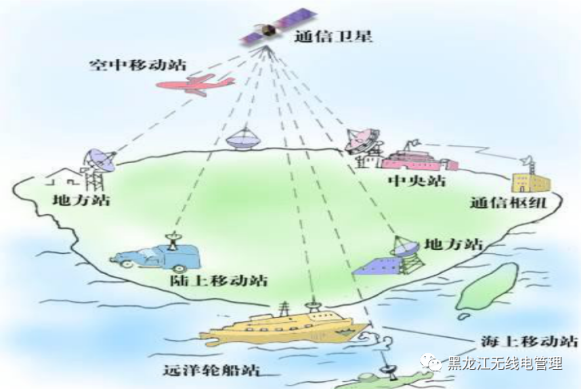 通信卫星
空中移动站
中央站
地方站
通信枢纽
地方站
陆上移动站
海上移动站
远洋轮船站
黑龙江无线电管理